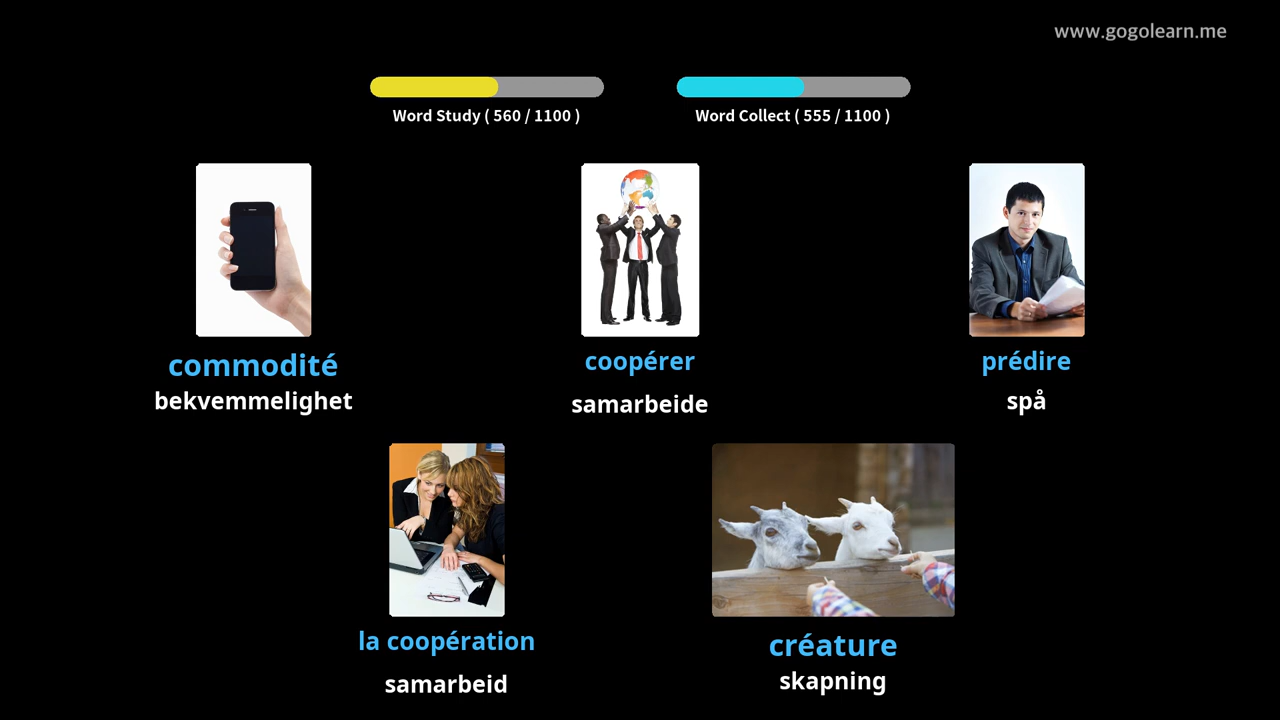 www.gogolearn.me
Word Study ( 560 / 1100 )
Word Collect ( 555 / 1100 )
commodité
bekvemmelighet
coopérer
samarbeide
prédire
spå
la coopération
samarbeid
créature
skapning